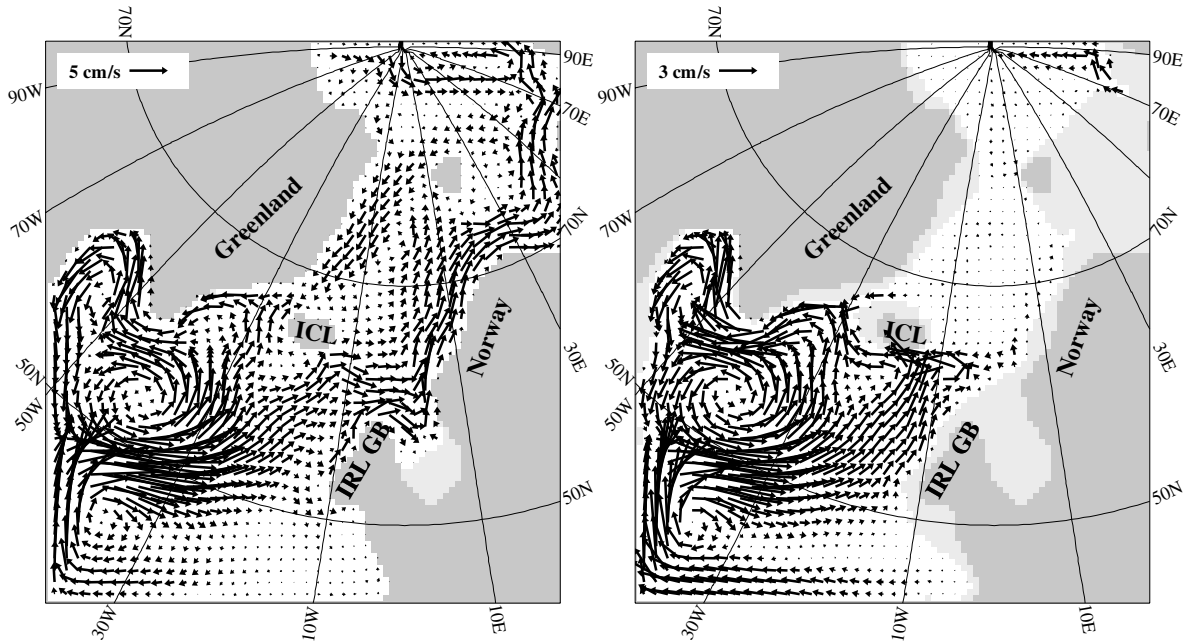 70N
5 cm/s
90E
90W
70E
Greenland
70W
70N
ICL
Norway
30E
50N
50W
IRL GB
50N
30W
10W
10E
70N
3 cm/s
90E
90W
70E
Greenland
70W
70N
ICL
Norway
30E
50N
50W
IRL GB
50N
30W
10W
10E